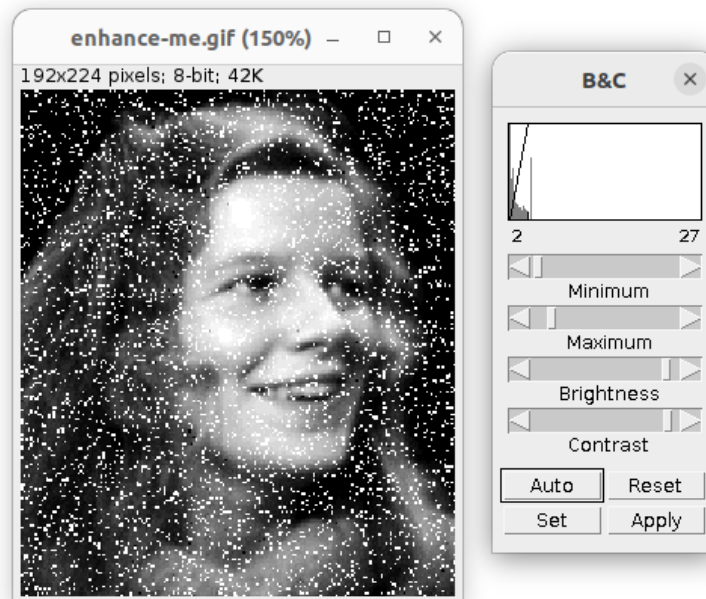 enhance-me.gif (150%)
192x224 pixels; 8-bit; 42K
B&C
2 27
Minimum
Maximum
Brightness
Contrast
Auto Reset
Set Apply